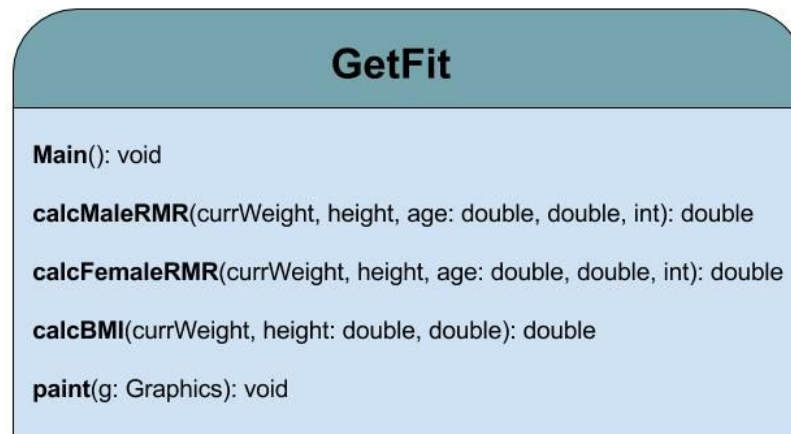 GetFit
Main(): void
calcMaleRMR(currWeight, height, age: double, double, int): double
calcFemaleRMR(currWeight, height, age: double, double, int): double
calcBMI(currWeight, height: double, double): double
paint(g: Graphics): void